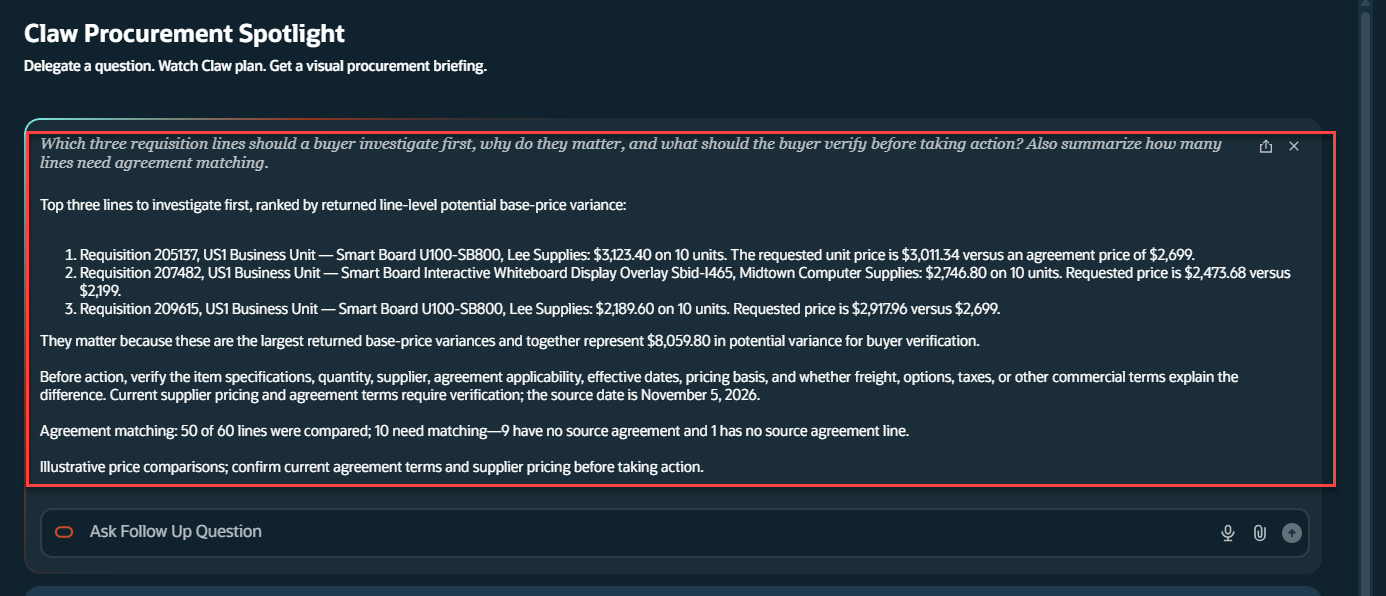 Claw Procurement Spotlight
Delegate a question. Watch Claw plan. Get a visual procurement briefing.
Which three requisition lines should a buyer investigate first, why do they matter, and what should the buyer verify before taking action? Also summarize how many
lines need agreement matching.
Top three lines to investigate first, ranked by returned line-level potential base-price variance:
1. Requisition 205137, US1 Business Unit — Smart Board U100-SB800, Lee Supplies: $3,123.40 on 10 units. The requested unit price is $3,011.34 versus an agreement price of $2,699.
2. Requisition 207482, US1 Business Unit — Smart Board Interactive Whiteboard Display Overlay Sbid-I465, Midtown Computer Supplies: $2,746.80 on 10 units. Requested price is $2,473.68 versus
$2,199.
3. Requisition 209615, US1 Business Unit — Smart Board U100-SB800, Lee Supplies: $2,189.60 on 10 units. Requested price is $2,917.96 versus $2,699.
They matter because these are the largest returned base-price variances and together represent $8,059.80 in potential variance for buyer verification.
Before action, verify the item specifications, quantity, supplier, agreement applicability, effective dates, pricing basis, and whether freight, options, taxes, or other commercial terms explain the
difference. Current supplier pricing and agreement terms require verification; the source date is November 5, 2026.
Agreement matching: 50 of 60 lines were compared; 10 need matching—9 have no source agreement and 1 has no source agreement line.
Illustrative price comparisons; confirm current agreement terms and supplier pricing before taking action.
Ask Follow Up Question